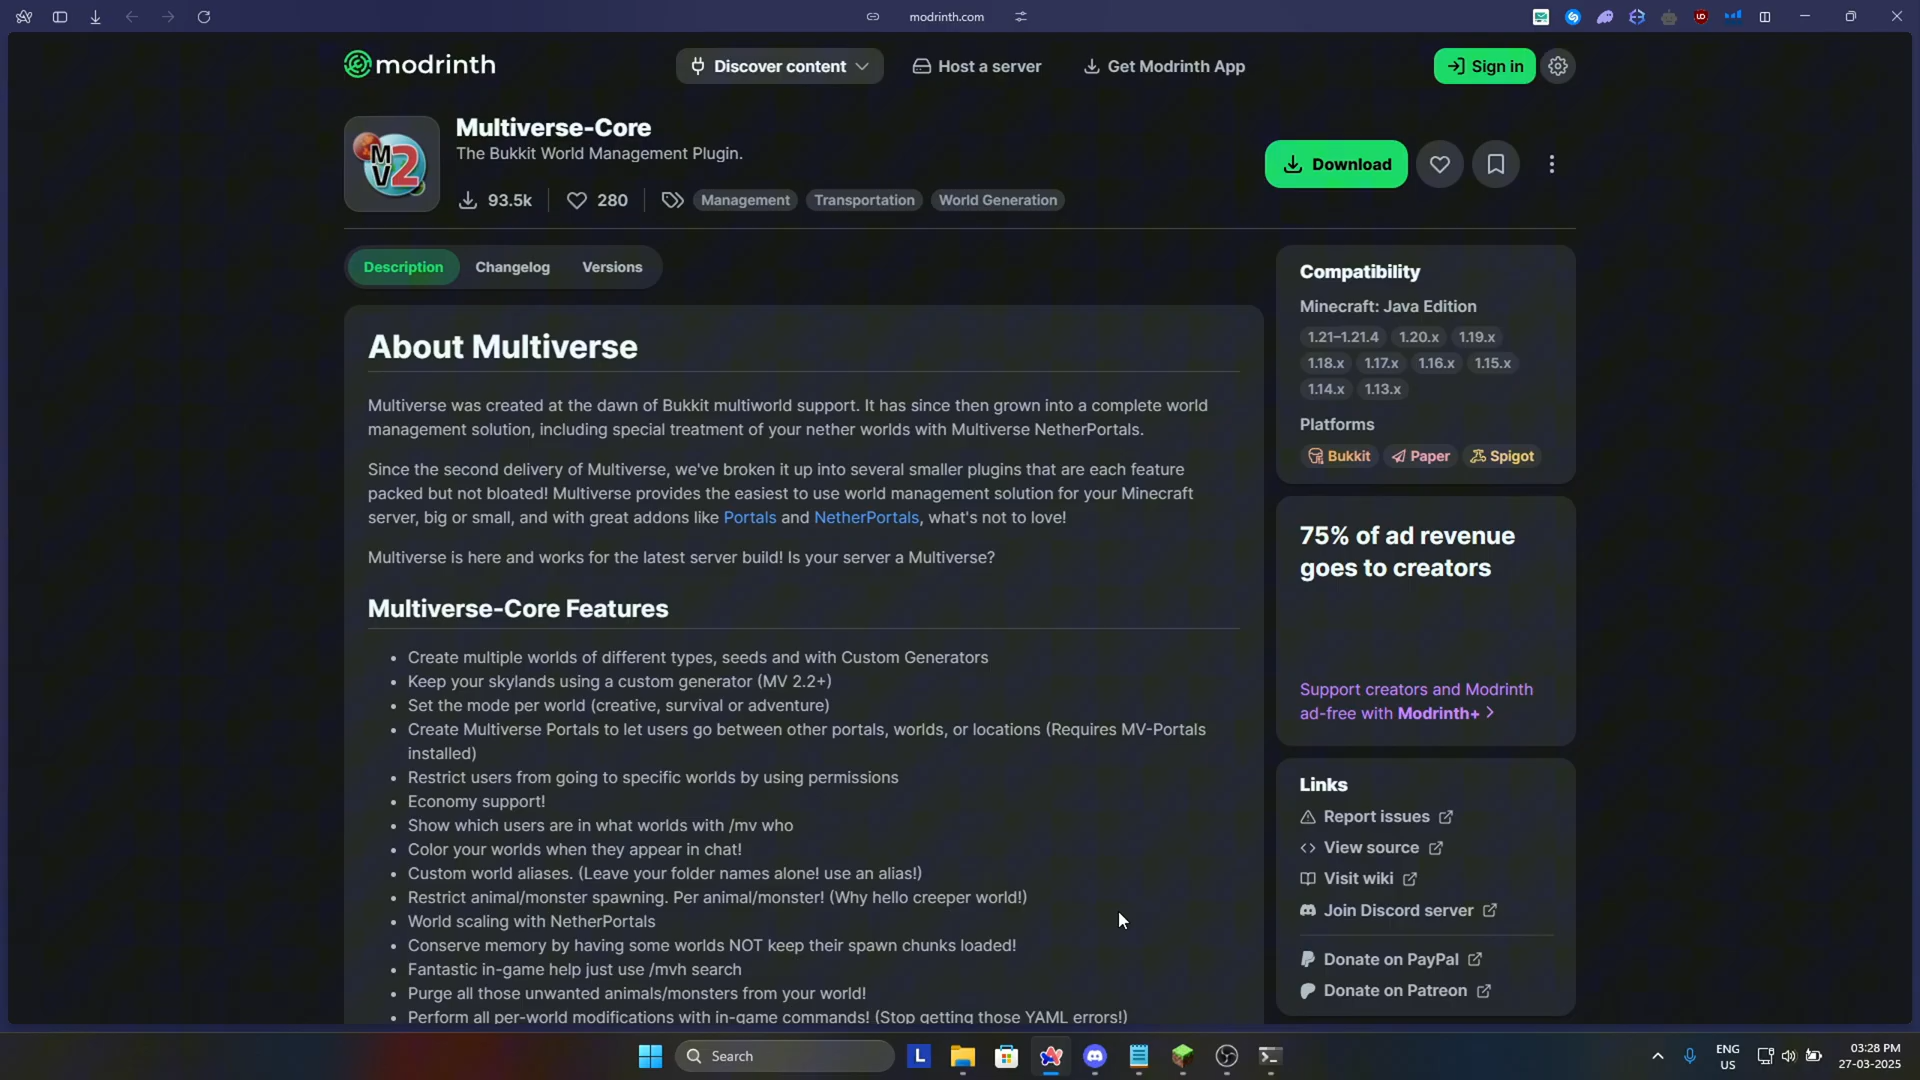 modrinth.com
modrinth
Discover content
Host a server
Get Modrinth App
Sign in
MV2
Multiverse-Core
The Bukkit World Management Plugin.
93.5k
280
Management
Transportation
World Generation
Download
Description
Changelog
Versions
About Multiverse
Multiverse was created at the dawn of Bukkit multiworld support. It has since then grown into a complete world
management solution, including special treatment of your nether worlds with Multiverse NetherPortals.
Since the second delivery of Multiverse, we've broken it up into several smaller plugins that are each feature
packed but not bloated! Multiverse provides the easiest to use world management solution for your Minecraft
server, big or small, and with great addons like Portals and NetherPortals, what's not to love!
Multiverse is here and works for the latest server build! Is your server a Multiverse?
Multiverse-Core Features
• Create multiple worlds of different types, seeds and with Custom Generators
• Keep your skylands using a custom generator (MV 2.2+)
• Set the mode per world (creative, survival or adventure)
• Create Multiverse Portals to let users go between other portals, worlds, or locations (Requires MV-Portals
installed)
• Restrict users from going to specific worlds by using permissions
• Economy support!
• Show which users are in what worlds with /mv who
• Color your worlds when they appear in chat!
• Custom world aliases. (Leave your folder names alone! use an alias!)
• Restrict animal/monster spawning. Per animal/monster! (Why hello creeper world!)
• World scaling with NetherPortals
• Conserve memory by having some worlds NOT keep their spawn chunks loaded!
• Fantastic in-game help just use /mvh search
• Purge all those unwanted animals/monsters from your world!
• Perform all per-world modifications with in-game commands! (Stop getting those YAML errors!)
Compatibility
Minecraft: Java Edition
1.21–1.21.4 1.20.x 1.19.x
1.18.x 1.17.x 1.16.x 1.15.x
1.14.x 1.13.x
Platforms
Bukkit Paper Spigot
75% of ad revenue
goes to creators
Support creators and Modrinth
ad-free with Modrinth+
Links
Report issues
View source
Visit wiki
Join Discord server
Donate on PayPal
Donate on Patreon
Search
L
ENG
US
03:28 PM
27-03-2025